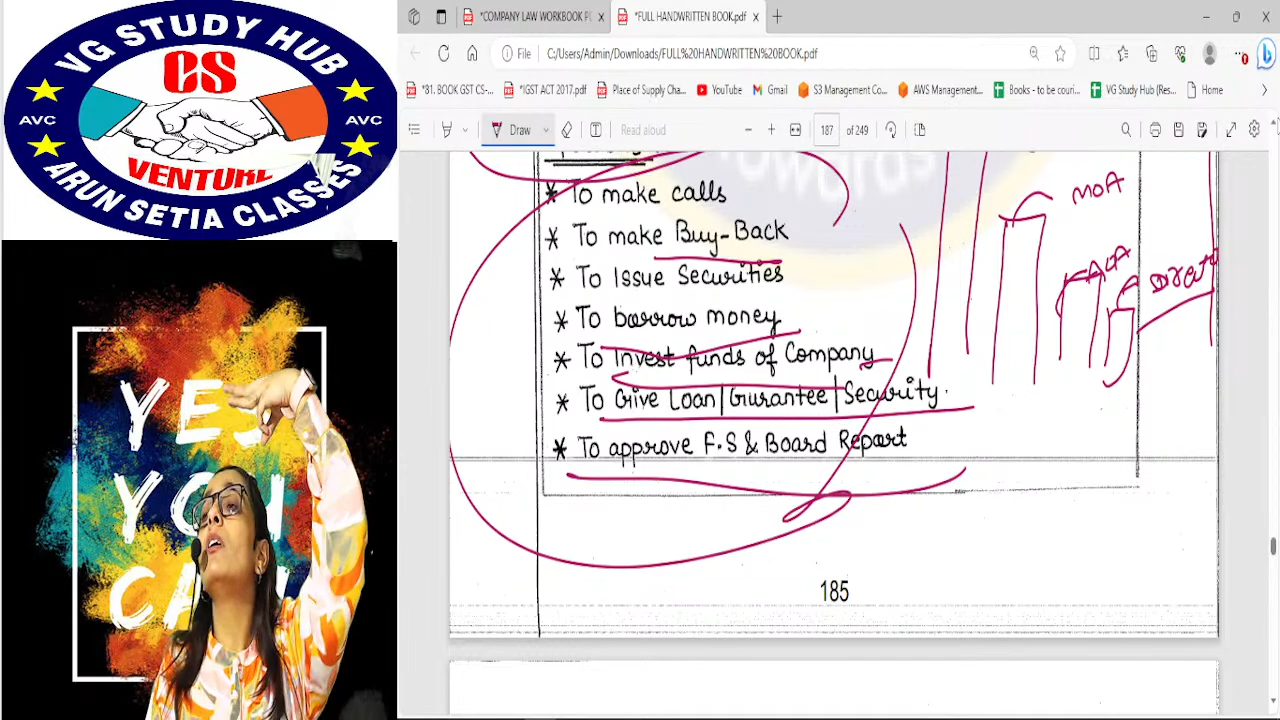 VG STUDY HUB
CS
AVC
AVC
VENTURE
ARUN SETIA CLASSES
YES
YOU
CAN
*COMPANY LAW WORKBOOK P
*FULL HANDWRITTEN BOOK.pdf
File
C:/Users/Admin/Downloads/FULL%20HANDWRITTEN%20BOOK.pdf
*81. BOOK GST CS-...
*IGST ACT 2017.pdf
Place of Supply Cha...
YouTube
Gmail
S3 Management Co...
AWS Management...
Books - to be couri...
VG Study Hub (Res...
Home
Draw
Read aloud
187
of 249
* To make calls
* To make Buy-Back
* To Issue Securities
* To borrow money
* To Invest funds of Company
* To Give Loan|Gurantee|Security.
* To approve F.S & Board Report
MOA
185